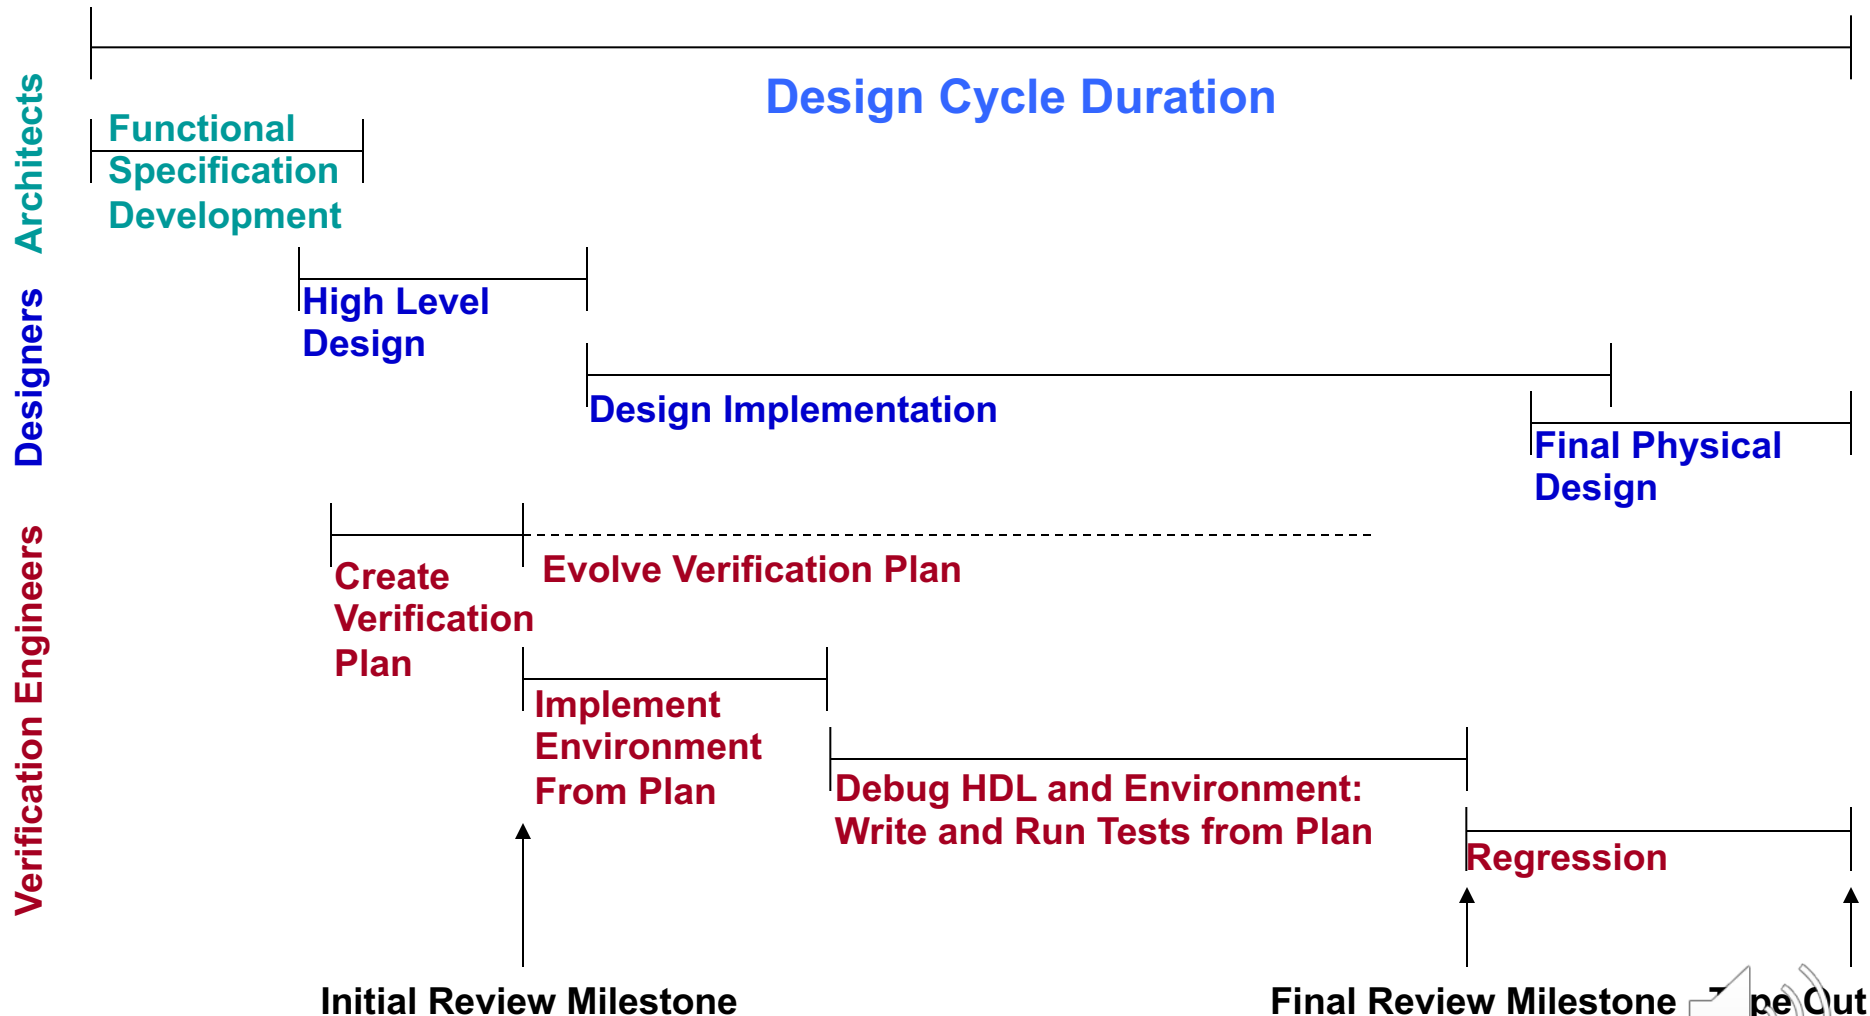 Design Cycle Duration
Architects
Functional
Specification
Development
Designers
High Level
Design
Design Implementation
Final Physical
Design
Verification Engineers
Create
Verification
Plan
Evolve Verification Plan
Implement
Environment
From Plan
Debug HDL and Environment:
Write and Run Tests from Plan
Regression
Initial Review Milestone
Final Review Milestone
Tape Out